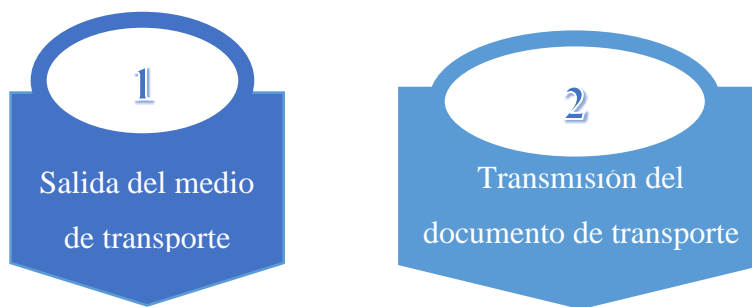 1
Salida del medio
de transporte
2
Transmisión del
documento de transporte